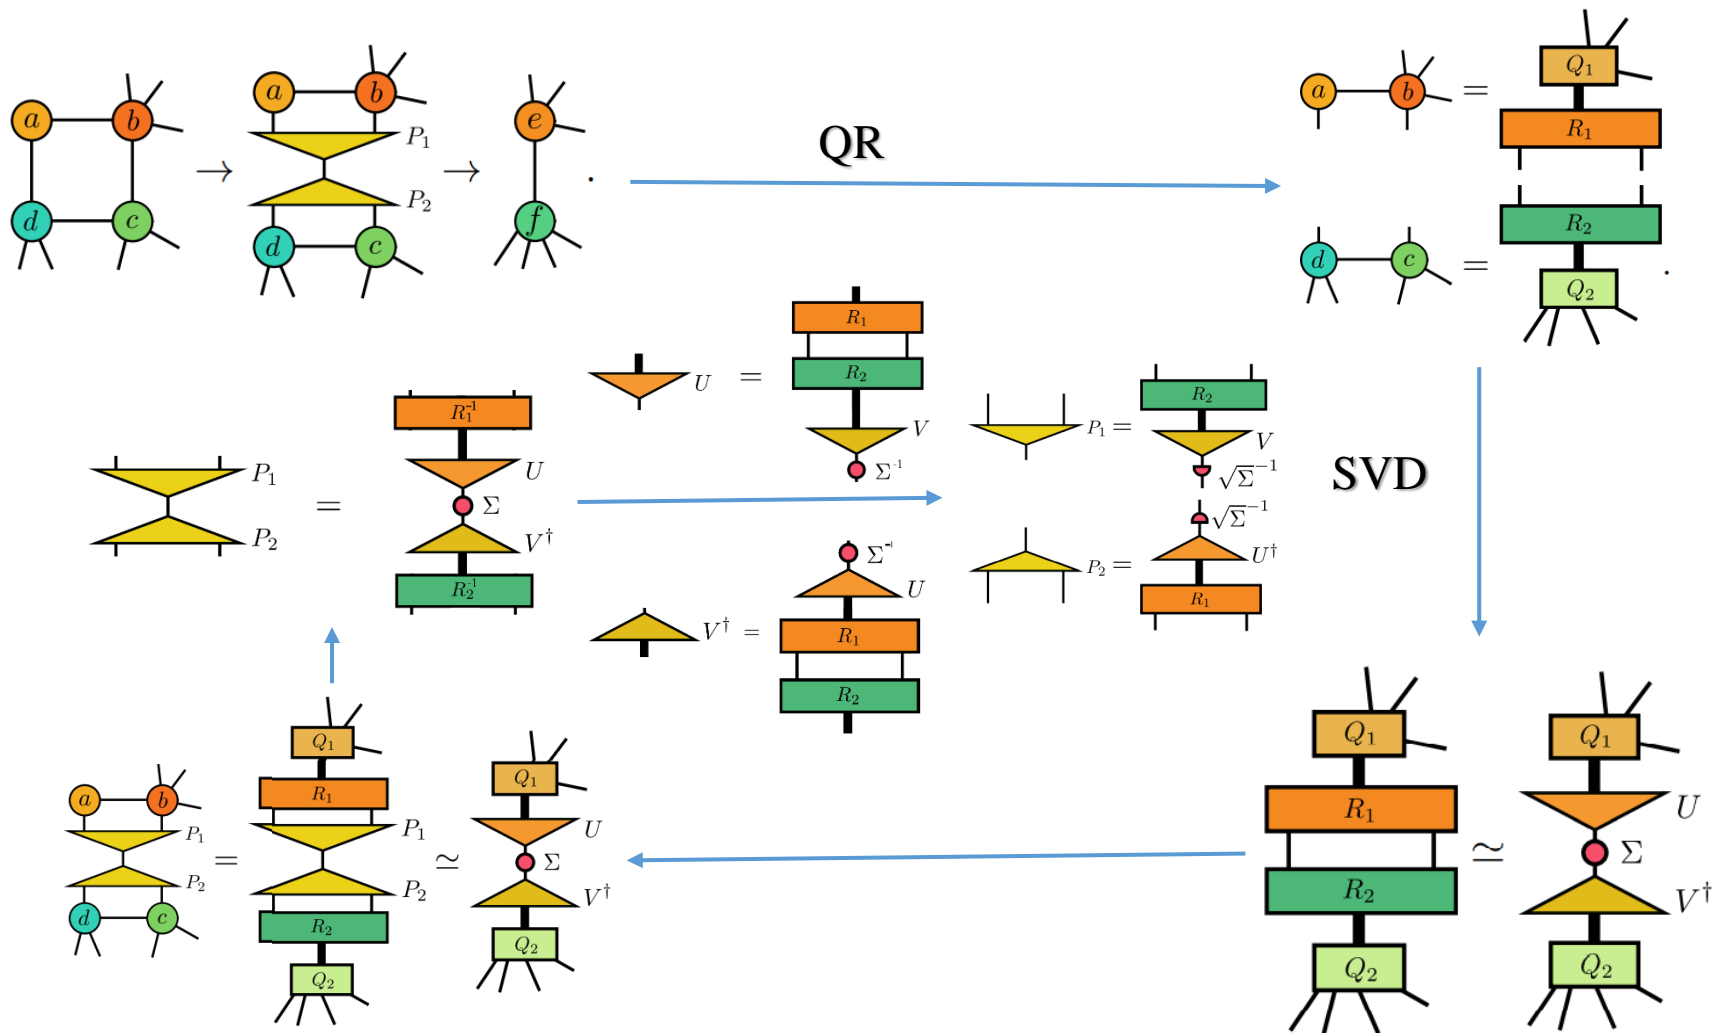 a b
d c
→
a b
P₁
P₂
d c
→
e
f
.
QR
a b =
Q₁
R₁
R₂
d c =
Q₂
.
P₁
P₂
=
R₁⁻¹
U
Σ
V†
R₂⁻¹
U =
R₁
R₂
V
Σ⁻¹
V† =
Σ⁻¹
U
R₁
R₂
P₁ =
R₂
V
√Σ⁻¹
P₂ =
√Σ⁻¹
U†
R₁
SVD
a b
P₁
P₂
d c
=
Q₁
R₁
P₁
P₂
R₂
Q₂
≃
Q₁
U
Σ
V†
Q₂
Q₁
R₁
R₂
Q₂
≃
Q₁
U
Σ
V†
Q₂